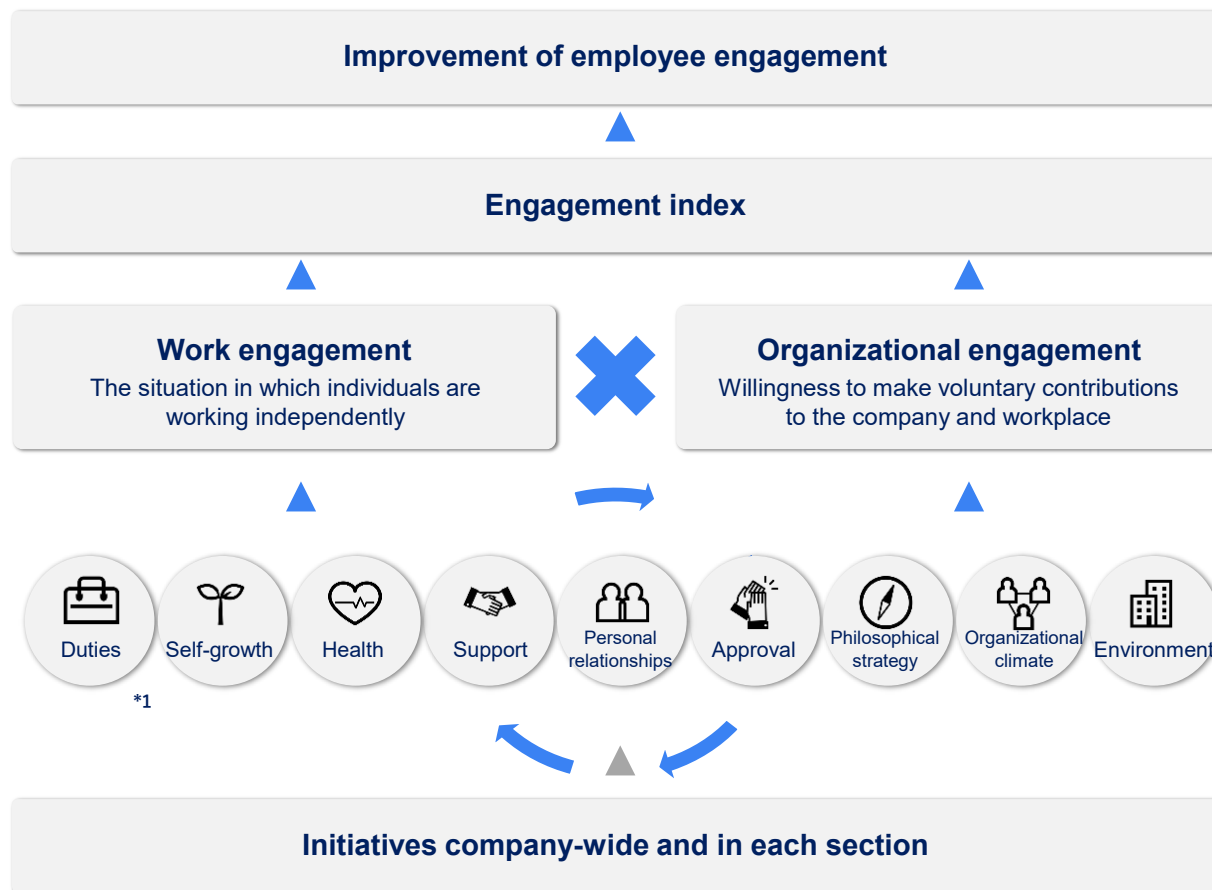 Improvement of employee engagement
Engagement index
Work engagement
The situation in which individuals are
working independently
Organizational engagement
Willingness to make voluntary contributions
to the company and workplace
Duties
Self-growth
Health
Support
Personal
relationships
Approval
Philosophical
strategy
Organizational
climate
Environment
*1
Initiatives company-wide and in each section